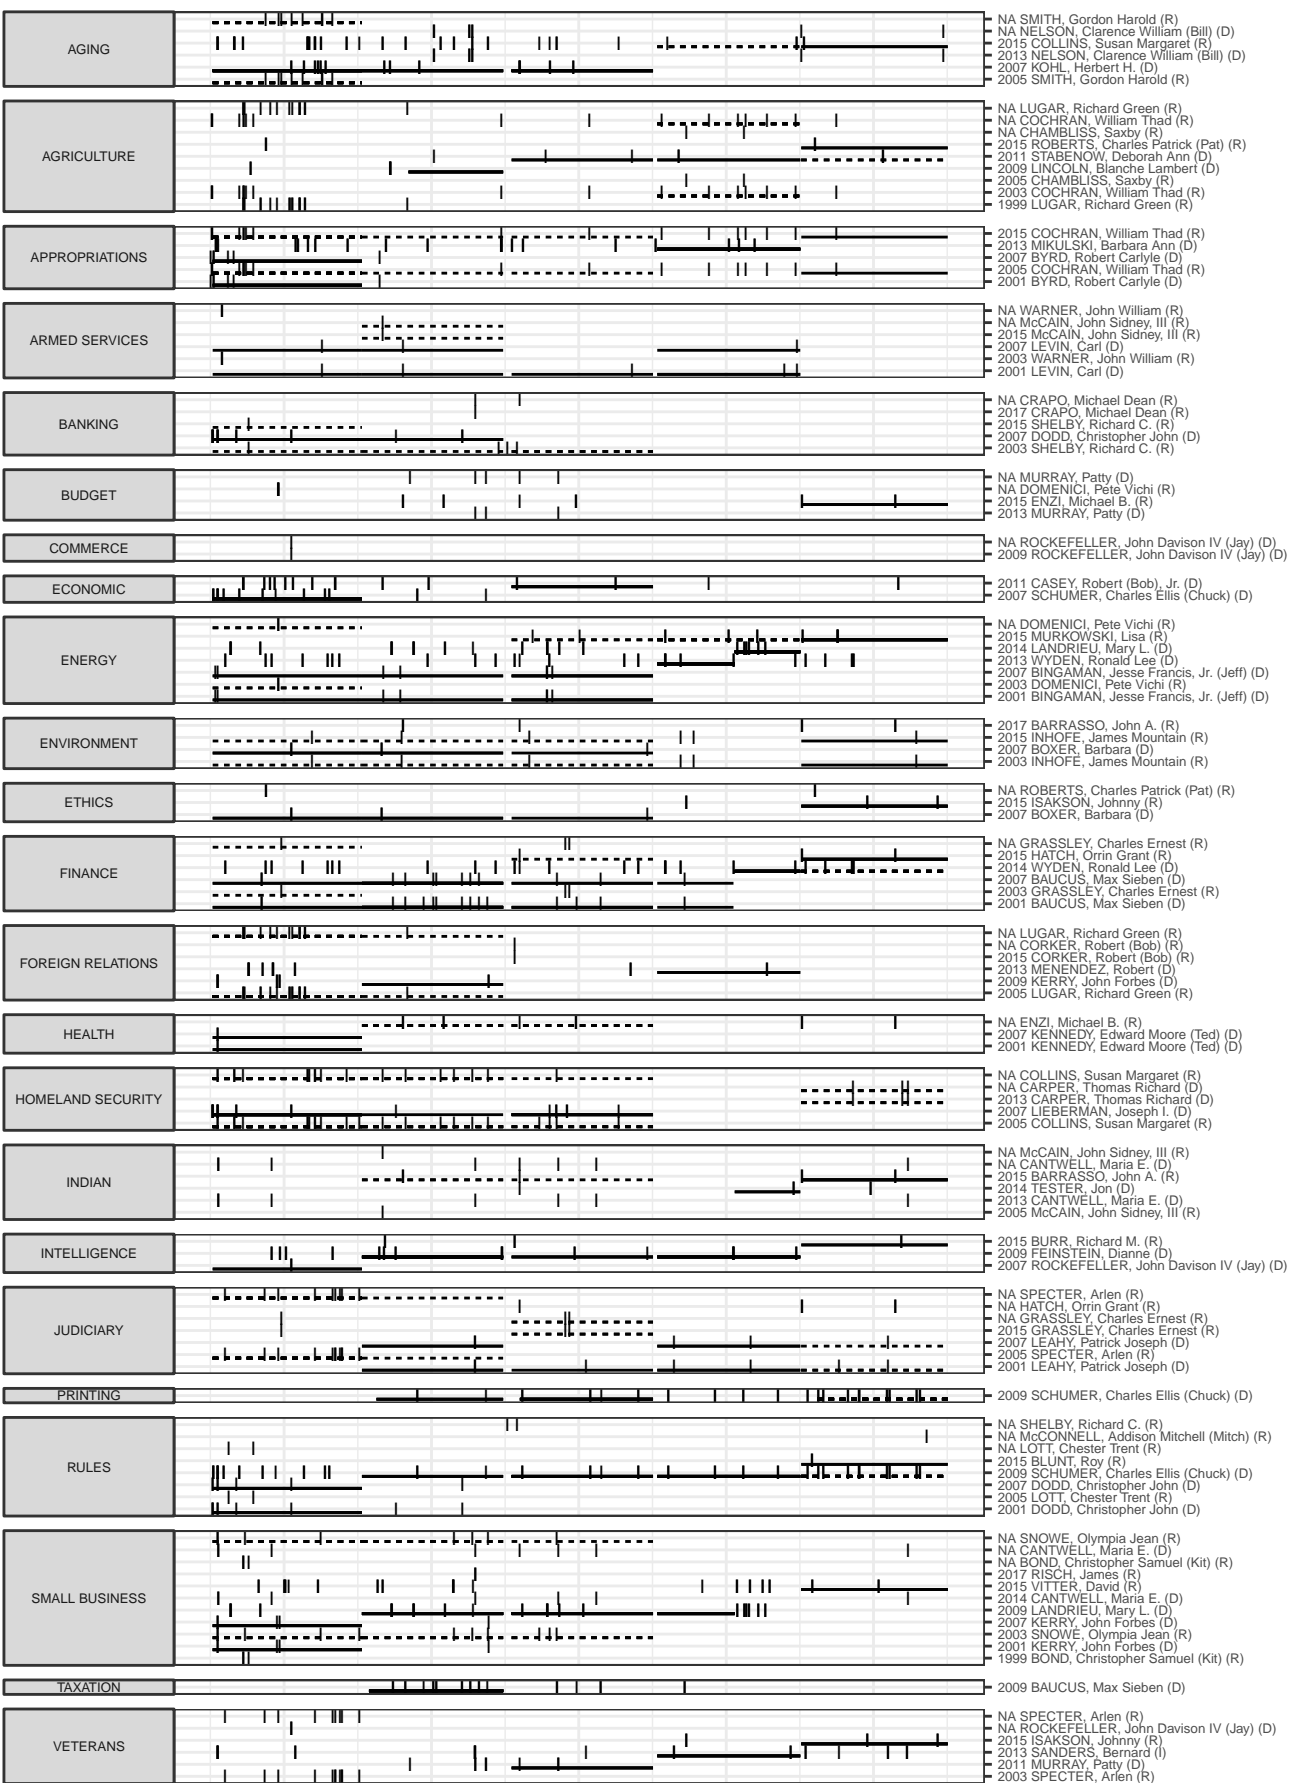 AGING
NA SMITH, Gordon Harold (R)
NA NELSON, Clarence William (Bill) (D)
2015 COLLINS, Susan Margaret (R)
2013 NELSON, Clarence William (Bill) (D)
2007 KOHL, Herbert H. (D)
2005 SMITH, Gordon Harold (R)
AGRICULTURE
NA LUGAR, Richard Green (R)
NA COCHRAN, William Thad (R)
NA CHAMBLISS, Saxby (R)
2015 ROBERTS, Charles Patrick (Pat) (R)
2011 STABENOW, Deborah Ann (D)
2009 LINCOLN, Blanche Lambert (D)
2005 CHAMBLISS, Saxby (R)
2003 COCHRAN, William Thad (R)
1999 LUGAR, Richard Green (R)
APPROPRIATIONS
2015 COCHRAN, William Thad (R)
2013 MIKULSKI, Barbara Ann (D)
2007 BYRD, Robert Carlyle (D)
2005 COCHRAN, William Thad (R)
2001 BYRD, Robert Carlyle (D)
ARMED SERVICES
NA WARNER, John William (R)
NA McCAIN, John Sidney, III (R)
2015 McCAIN, John Sidney, III (R)
2007 LEVIN, Carl (D)
2003 WARNER, John William (R)
2001 LEVIN, Carl (D)
BANKING
NA CRAPO, Michael Dean (R)
2017 CRAPO, Michael Dean (R)
2015 SHELBY, Richard C. (R)
2007 DODD, Christopher John (D)
2003 SHELBY, Richard C. (R)
BUDGET
NA MURRAY, Patty (D)
NA DOMENICI, Pete Vichi (R)
2015 ENZI, Michael B. (R)
2013 MURRAY, Patty (D)
COMMERCE
NA ROCKEFELLER, John Davison IV (Jay) (D)
2009 ROCKEFELLER, John Davison IV (Jay) (D)
ECONOMIC
2011 CASEY, Robert (Bob), Jr. (D)
2007 SCHUMER, Charles Ellis (Chuck) (D)
ENERGY
NA DOMENICI, Pete Vichi (R)
2015 MURKOWSKI, Lisa (R)
2014 LANDRIEU, Mary L. (D)
2013 WYDEN, Ronald Lee (D)
2007 BINGAMAN, Jesse Francis, Jr. (Jeff) (D)
2003 DOMENICI, Pete Vichi (R)
2001 BINGAMAN, Jesse Francis, Jr. (Jeff) (D)
ENVIRONMENT
2017 BARRASSO, John A. (R)
2015 INHOFE, James Mountain (R)
2007 BOXER, Barbara (D)
2003 INHOFE, James Mountain (R)
ETHICS
NA ROBERTS, Charles Patrick (Pat) (R)
2015 ISAKSON, Johnny (R)
2007 BOXER, Barbara (D)
FINANCE
NA GRASSLEY, Charles Ernest (R)
2015 HATCH, Orrin Grant (R)
2014 WYDEN, Ronald Lee (D)
2007 BAUCUS, Max Sieben (D)
2003 GRASSLEY, Charles Ernest (R)
2001 BAUCUS, Max Sieben (D)
FOREIGN RELATIONS
NA LUGAR, Richard Green (R)
NA CORKER, Robert (Bob) (R)
2015 CORKER, Robert (Bob) (R)
2013 MENENDEZ, Robert (D)
2009 KERRY, John Forbes (D)
2005 LUGAR, Richard Green (R)
HEALTH
NA ENZI, Michael B. (R)
2007 KENNEDY, Edward Moore (Ted) (D)
2001 KENNEDY, Edward Moore (Ted) (D)
HOMELAND SECURITY
NA COLLINS, Susan Margaret (R)
NA CARPER, Thomas Richard (D)
2013 CARPER, Thomas Richard (D)
2007 LIEBERMAN, Joseph I. (D)
2005 COLLINS, Susan Margaret (R)
INDIAN
NA McCAIN, John Sidney, III (R)
NA CANTWELL, Maria E. (D)
2015 BARRASSO, John A. (R)
2014 TESTER, Jon (D)
2013 CANTWELL, Maria E. (D)
2005 McCAIN, John Sidney, III (R)
INTELLIGENCE
2015 BURR, Richard M. (R)
2009 FEINSTEIN, Dianne (D)
2007 ROCKEFELLER, John Davison IV (Jay) (D)
JUDICIARY
NA SPECTER, Arlen (R)
NA HATCH, Orrin Grant (R)
NA GRASSLEY, Charles Ernest (R)
2015 GRASSLEY, Charles Ernest (R)
2007 LEAHY, Patrick Joseph (D)
2005 SPECTER, Arlen (R)
2001 LEAHY, Patrick Joseph (D)
PRINTING
2009 SCHUMER, Charles Ellis (Chuck) (D)
RULES
NA SHELBY, Richard C. (R)
NA McCONNELL, Addison Mitchell (Mitch) (R)
NA LOTT, Chester Trent (R)
2015 BLUNT, Roy (R)
2009 SCHUMER, Charles Ellis (Chuck) (D)
2007 DODD, Christopher John (D)
2005 LOTT, Chester Trent (R)
2001 DODD, Christopher John (D)
SMALL BUSINESS
NA SNOWE, Olympia Jean (R)
NA CANTWELL, Maria E. (D)
NA BOND, Christopher Samuel (Kit) (R)
2017 RISCH, James (R)
2015 VITTER, David (R)
2014 CANTWELL, Maria E. (D)
2009 LANDRIEU, Mary L. (D)
2007 KERRY, John Forbes (D)
2003 SNOWE, Olympia Jean (R)
2001 KERRY, John Forbes (D)
1999 BOND, Christopher Samuel (Kit) (R)
TAXATION
2009 BAUCUS, Max Sieben (D)
VETERANS
NA SPECTER, Arlen (R)
NA ROCKEFELLER, John Davison IV (Jay) (D)
2015 ISAKSON, Johnny (R)
2013 SANDERS, Bernard (I)
2011 MURRAY, Patty (D)
2003 SPECTER, Arlen (R)